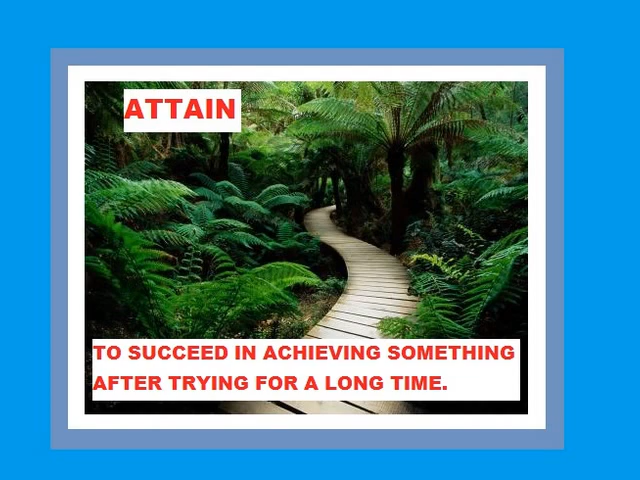 ATTAIN
TO SUCCEED IN ACHIEVING SOMETHING
AFTER TRYING FOR A LONG TIME.